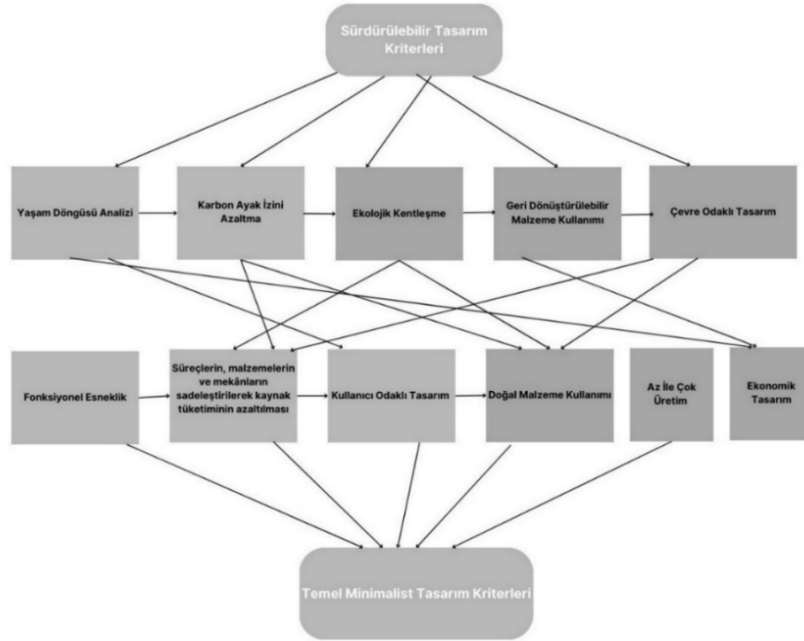 Sürdürülebilir Tasarım
Kriterleri
Yaşam Döngüsü Analizi
Karbon Ayak İzini
Azaltma
Ekolojik Kentleşme
Geri Dönüştürülebilir
Malzeme Kullanımı
Çevre Odaklı Tasarım
Fonksiyonel Esneklik
Süreçlerin, malzemelerin
ve mekânların
sadeleştirilerek kaynak
tüketiminin azaltılması
Kullanıcı Odaklı Tasarım
Doğal Malzeme Kullanımı
Az İle Çok
Üretim
Ekonomik
Tasarım
Temel Minimalist Tasarım Kriterleri